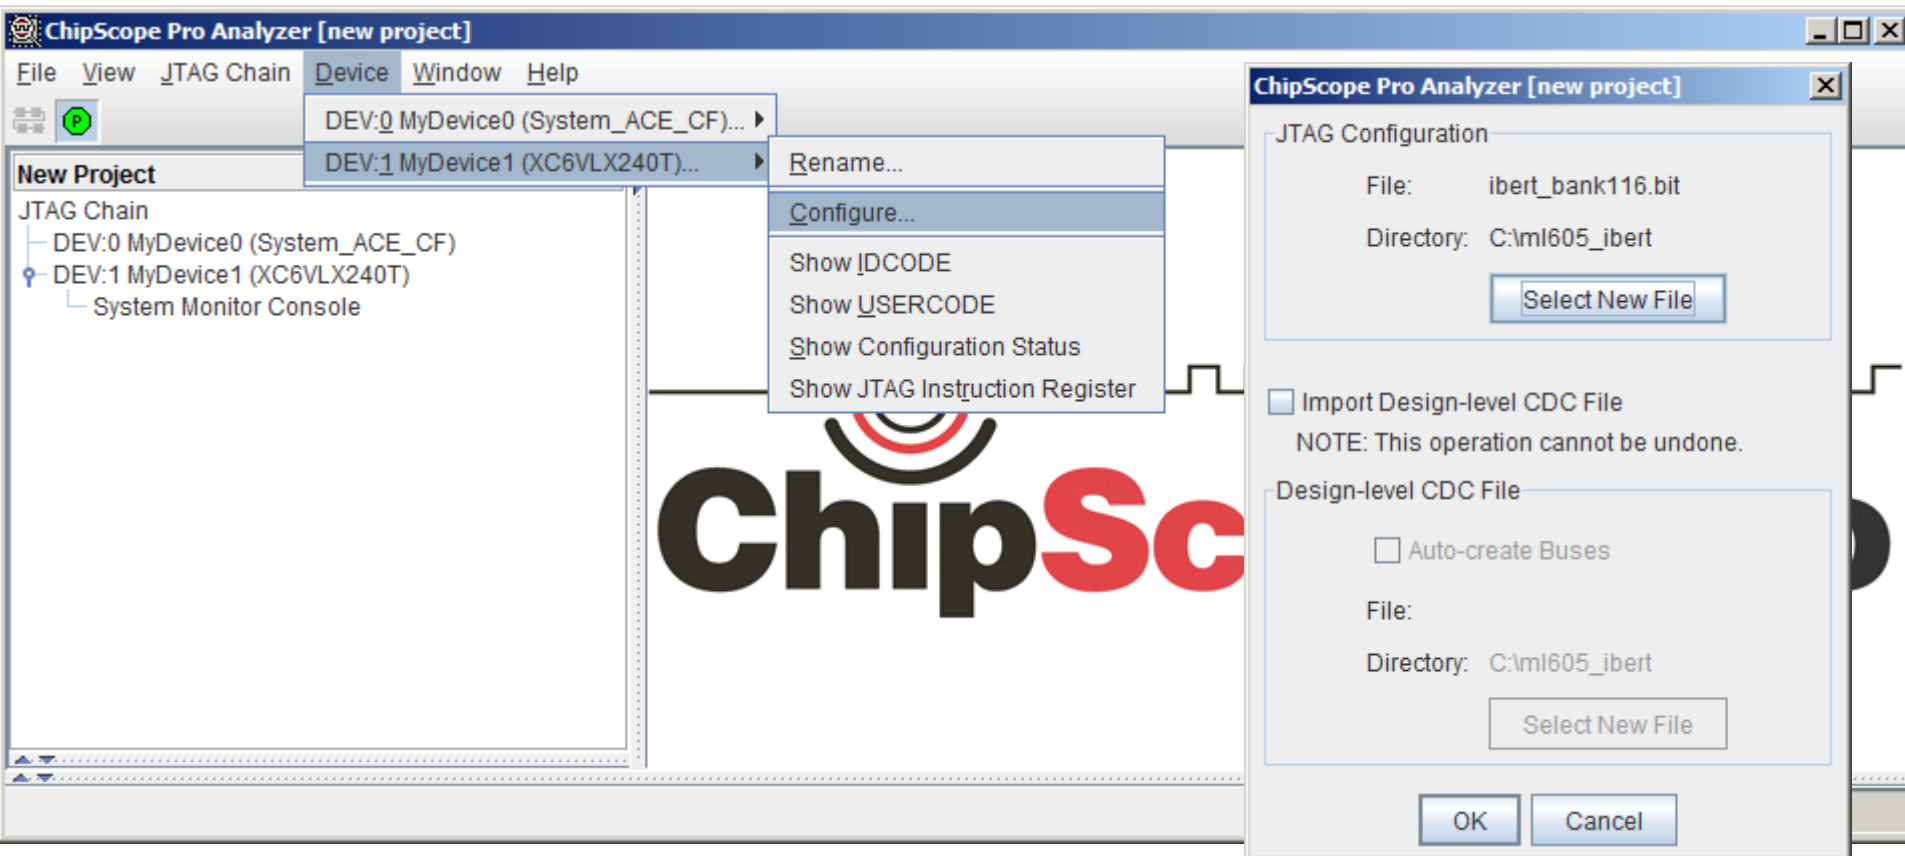 ChipScope Pro Analyzer [new project]
File View JTAG Chain Device Window Help
P
DEV:0 MyDevice0 (System_ACE_CF)...
DEV:1 MyDevice1 (XC6VLX240T)...
Rename...
Configure...
Show IDCODE
Show USERCODE
Show Configuration Status
Show JTAG Instruction Register
New Project
JTAG Chain
DEV:0 MyDevice0 (System_ACE_CF)
DEV:1 MyDevice1 (XC6VLX240T)
System Monitor Console
ChipSc
ChipScope Pro Analyzer [new project]
JTAG Configuration
File: ibert_bank116.bit
Directory: C:\ml605_ibert
Select New File
Import Design-level CDC File
NOTE: This operation cannot be undone.
Design-level CDC File
Auto-create Buses
File:
Directory: C:\ml605_ibert
Select New File
OK Cancel